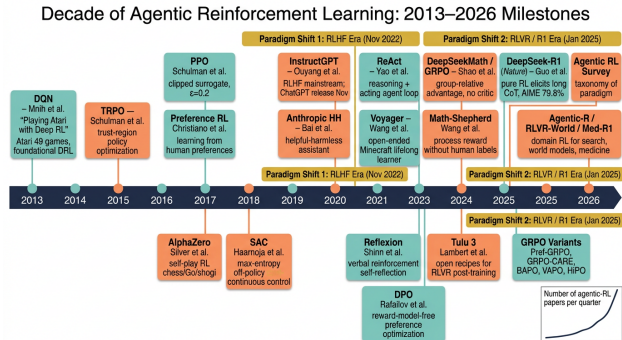 Decade of Agentic Reinforcement Learning: 2013–2026 Milestones
Paradigm Shift 1: RLHF Era (Nov 2022)
Paradigm Shift 2: RLVR / R1 Era (Jan 2025)
DQN
– Mnih et al.
"Playing Atari
with Deep RL"
Atari 49 games,
foundational DRL
TRPO –
Schulman et al.
trust-region
policy
optimization
PPO
Schulman et al.
clipped surrogate,
ε=0.2
Preference RL
Christiano et al.
learning from
human preferences
InstructGPT
– Ouyang et al.
RLHF mainstream;
ChatGPT release Nov
Anthropic HH
– Bai et al.
helpful-harmless
assistant
ReAct
– Yao et al.
reasoning +
acting agent loop
Voyager –
Wang et al.
open-ended
Minecraft lifelong
learner
DeepSeekMath /
GRPO – Shao et al.
group-relative
advantage, no critic
Math-Shepherd
Wang et al.
process reward
without human labels
DeepSeek-R1
(Nature) – Guo et al.
pure RL elicits long
CoT, AIME 79.8%
Agentic RL
Survey
taxonomy of
paradigm
Agentic-R /
RLVR-World / Med-R1
domain RL for search,
world models, medicine
Paradigm Shift 1: RLHF Era (Nov 2022)
Paradigm Shift 2: RLVR / R1 Era (Jan 2025)
2013
2014
2015
2016
2017
2018
2019
2020
2021
2022
2023
2024
2025
2025
2026
Paradigm Shift 2: RLVR / R1 Era (Jan 2025)
AlphaZero
Silver et al.
self-play RL
chess/Go/shogi
SAC
Haarnoja et al.
max-entropy
off-policy
continuous control
Reflexion
Shinn et al.
verbal reinforcement
self-reflection
DPO
Rafailov et al.
reward-model-free
preference
optimization
Tulu 3
Lambert et al.
open recipes for
RLVR post-training
GRPO Variants
Pref-GRPO,
GRPO-CARE,
BAPO, VAPO, HiPO
Number of agentic-RL
papers per quarter